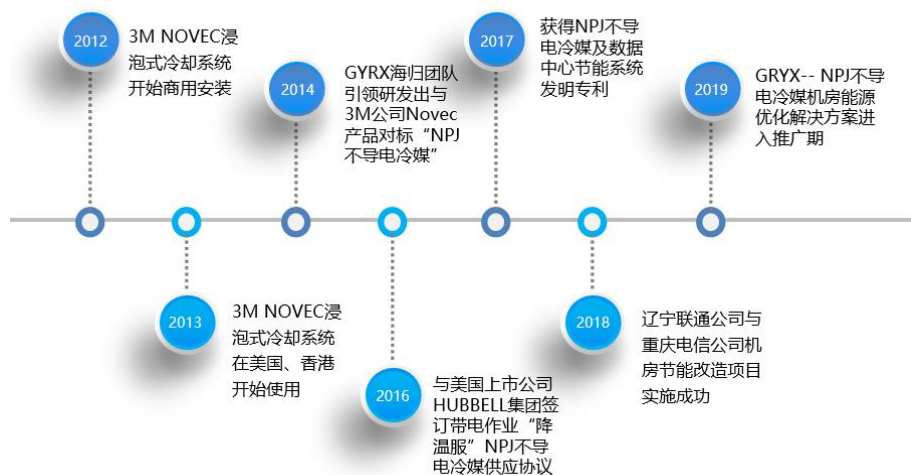 2012
3M NOVEC浸
泡式冷却系统
开始商用安装
2013
3M NOVEC浸
泡式冷却系统
在美国、香港
开始使用
2014
GYRX海归团队
引领研发出与
3M公司Novec
产品对标“NPJ
不导电冷媒”
2016
与美国上市公司
HUBBELL集团签
订带电作业“降
温服”NPJ不导
电冷媒供应协议
2017
获得NPJ不导
电冷媒及数据
中心节能系统
发明专利
2018
辽宁联通公司与
重庆电信公司机
房节能改造项目
实施成功
2019
GRYX-- NPJ不导
电冷媒机房能源
优化解决方案进
入推广期